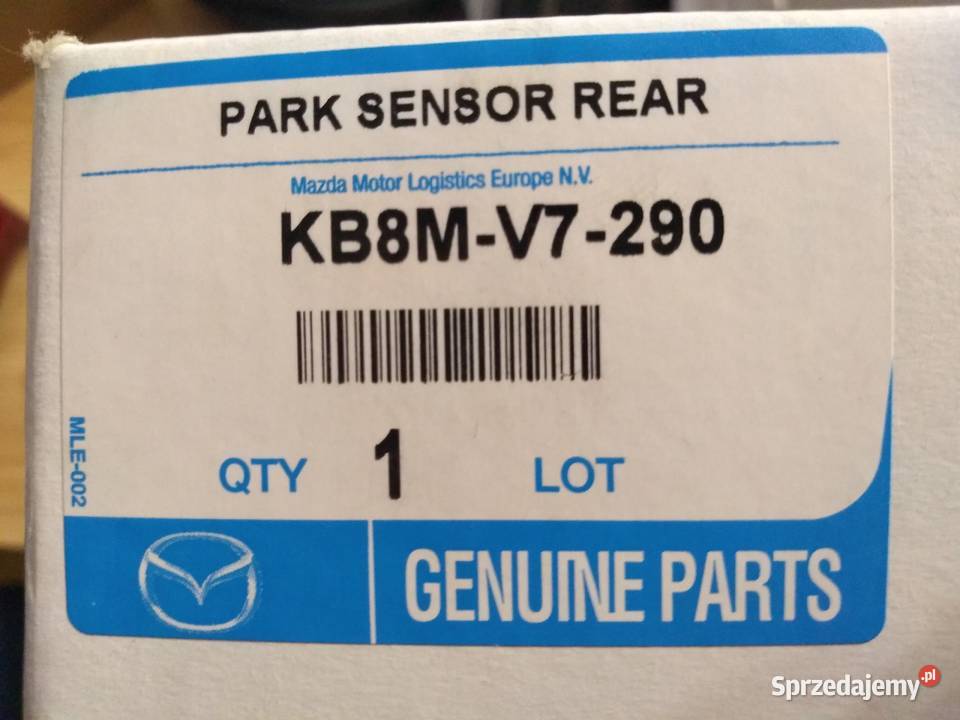 PARK SENSOR REAR
Mazda Motor Logistics Europe N.V.
KB8M-V7-290
MLE-002
QTY 1 LOT
GENUINE PARTS
Sprzedajemy.pl